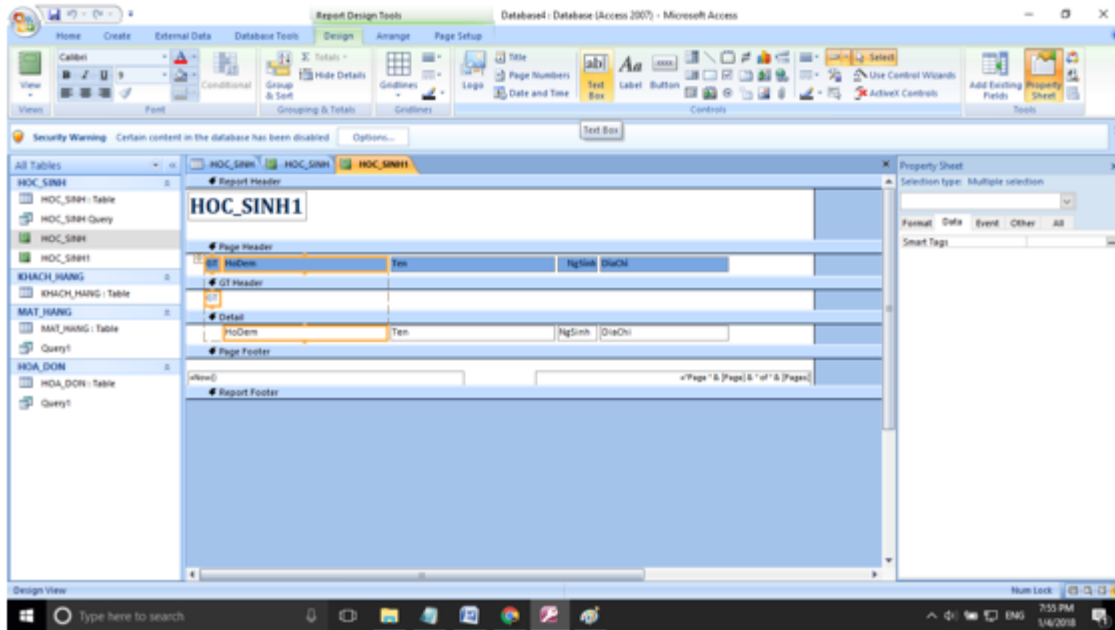 Report Design Tools
Database4 : Database (Access 2007) - Microsoft Access
Home Create External Data Database Tools Design Arrange Page Setup
View
Views
Calibri
B I U 9
Font
Conditional
Group & Sort
Σ Totals
Hide Details
Grouping & Totals
Gridlines
Gridlines
Logo
Title
Page Numbers
Date and Time
ab|
Text Box
Aa
Label
Button
Select
Use Control Wizards
ActiveX Controls
Controls
Add Existing Fields
Property Sheet
Tools
Text Box
Security Warning Certain content in the database has been disabled Options...
All Tables
HOC_SINH
HOC_SINH : Table
HOC_SINH Query
HOC_SINH
HOC_SINH1
KHACH_HANG
KHACH_HANG : Table
MAT_HANG
MAT_HANG : Table
Query1
HOA_DON
HOA_DON : Table
Query1
HOC_SINH HOC_SINH HOC_SINH1
Report Header
HOC_SINH1
Page Header
GT HoDem Ten NgSinh DiaChi
GT Header
GT
Detail
HoDem Ten NgSinh DiaChi
Page Footer
=Now() ="Page " & [Page] & " of " & [Pages]
Report Footer
Property Sheet
Selection type: Multiple selection
Format Data Event Other All
Smart Tags
Design View
Num Lock
Type here to search
ENG
7:55 PM
1/4/2018